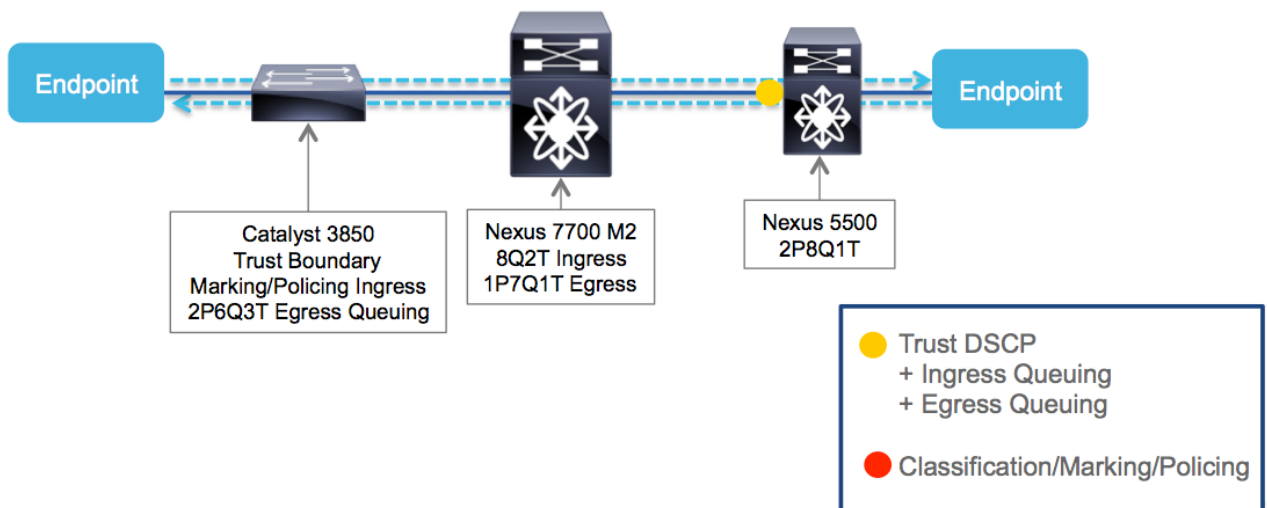 Endpoint
Endpoint
Catalyst 3850
Trust Boundary
Marking/Policing Ingress
2P6Q3T Egress Queuing
Nexus 7700 M2
8Q2T Ingress
1P7Q1T Egress
Nexus 5500
2P8Q1T
Trust DSCP
+ Ingress Queuing
+ Egress Queuing
Classification/Marking/Policing